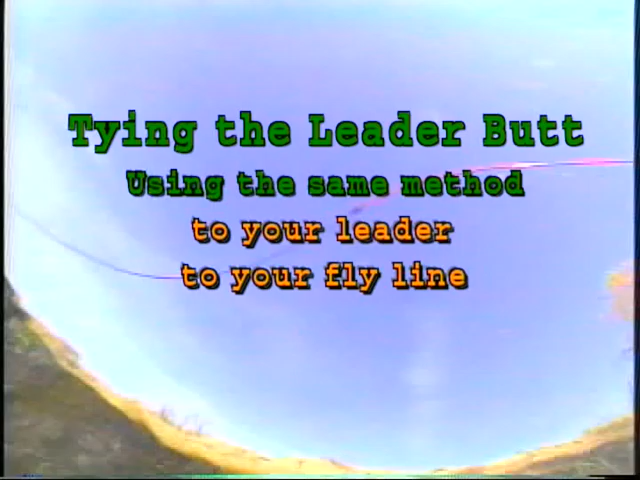 Tying the Leader Butt
Using the same method
to your leader
to your fly line